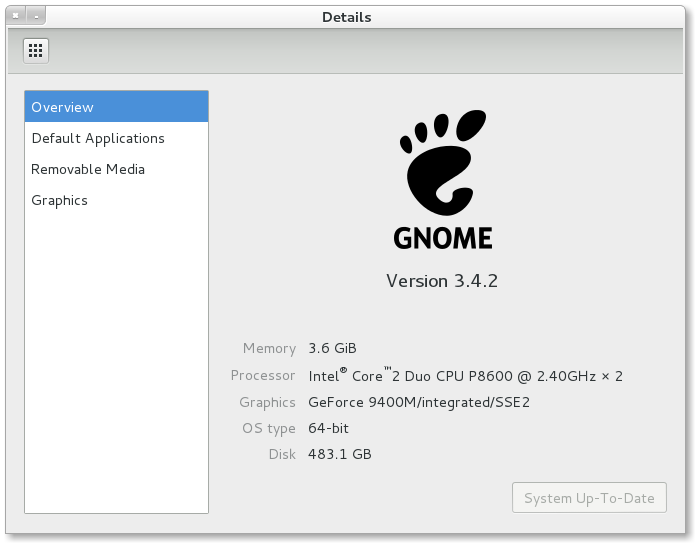 Details
Overview
Default Applications
Removable Media
Graphics
GNOME
Version 3.4.2
Memory 3.6 GiB
Processor Intel® Core™2 Duo CPU P8600 @ 2.40GHz × 2
Graphics GeForce 9400M/integrated/SSE2
OS type 64-bit
Disk 483.1 GB
System Up-To-Date